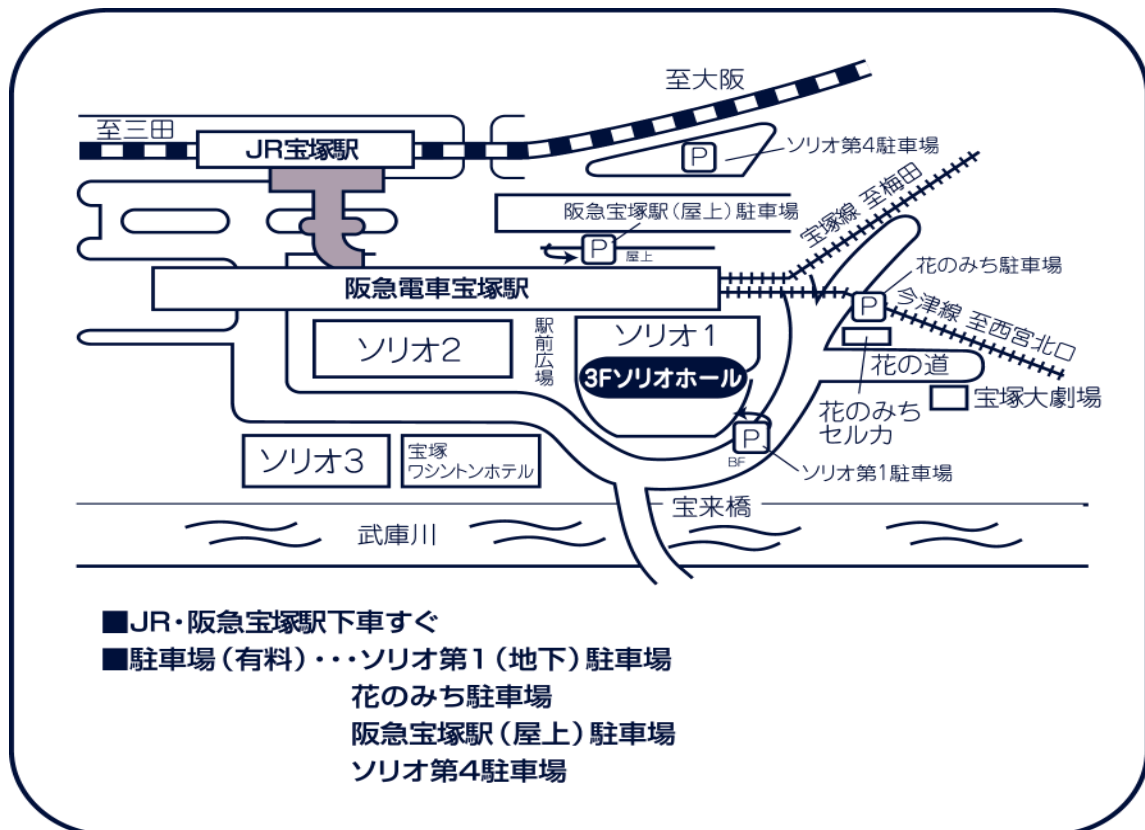 至大阪
至三田
JR宝塚駅
P
ソリオ第4駐車場
阪急宝塚駅(屋上)駐車場
P
屋上
宝塚線 至梅田
阪急電車宝塚駅
花のみち駐車場
P
今津線 至西宮北口
ソリオ2
駅前広場
ソリオ1
3Fソリオホール
花の道
花のみち
セルカ
宝塚大劇場
ソリオ3
宝塚
ワシントンホテル
P
BF
ソリオ第1駐車場
宝来橋
武庫川
■JR・阪急宝塚駅下車すぐ
■駐車場(有料)・・・ソリオ第1(地下)駐車場
花のみち駐車場
阪急宝塚駅(屋上)駐車場
ソリオ第4駐車場